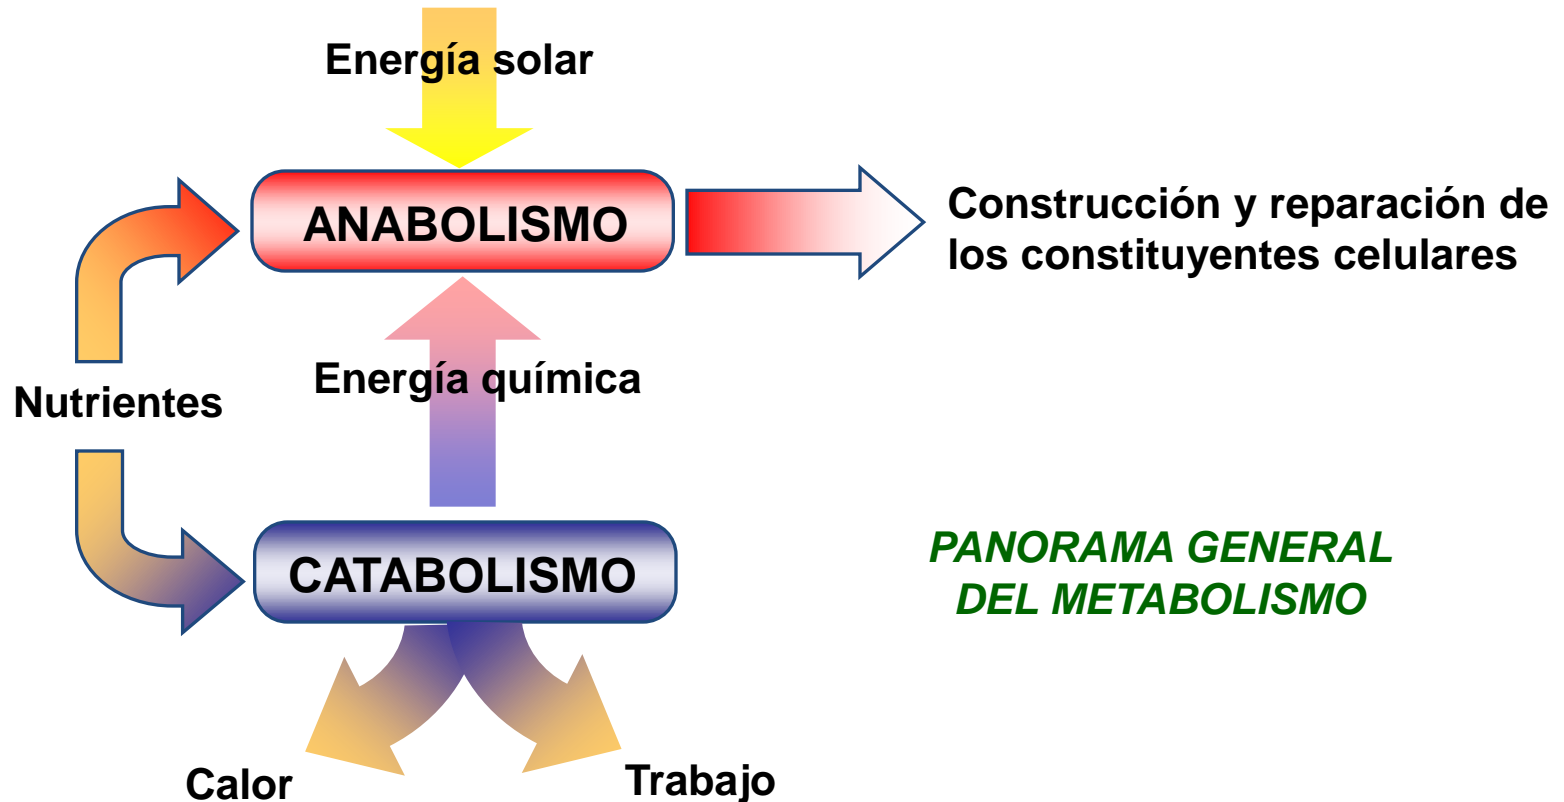 Energía solar
ANABOLISMO
Construcción y reparación de
los constituyentes celulares
Energía química
Nutrientes
CATABOLISMO
PANORAMA GENERAL
DEL METABOLISMO
Calor
Trabajo